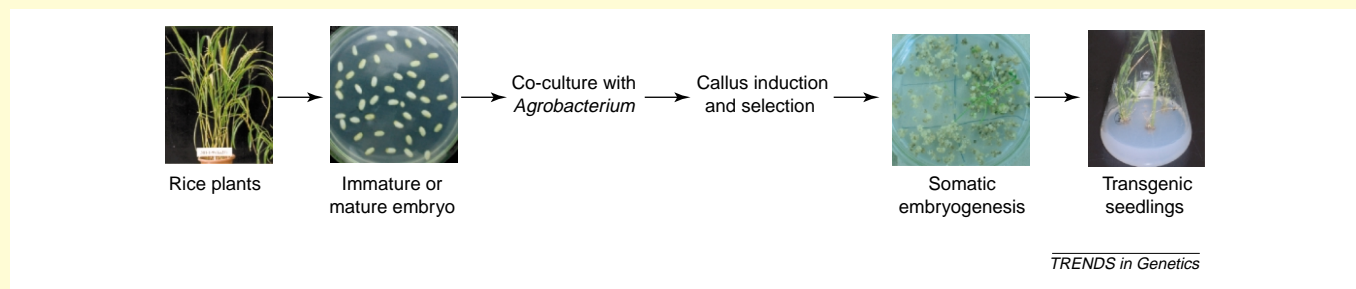 Rice plants
Immature or
mature embryo
Co-culture with
Agrobacterium
Callus induction
and selection
Somatic
embryogenesis
Transgenic
seedlings
TRENDS in Genetics